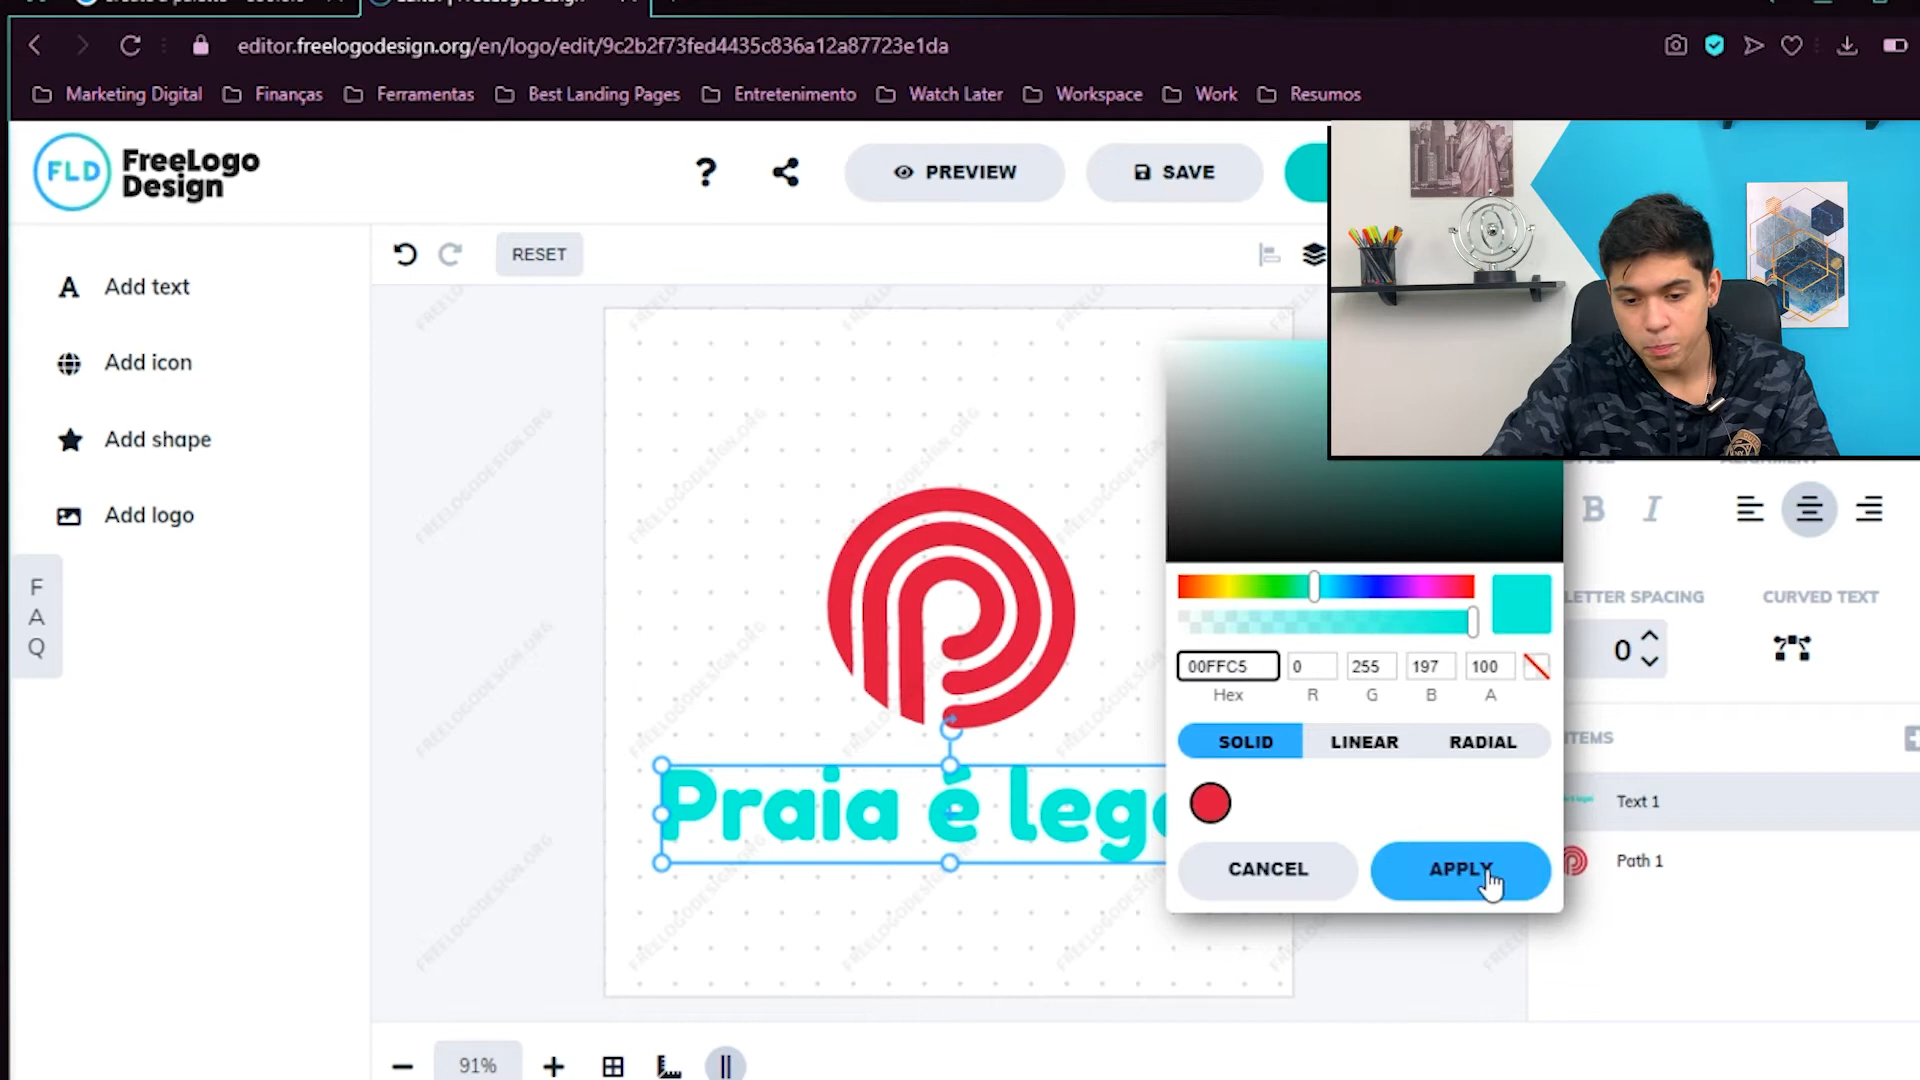 editor.freelogodesign.org/en/logo/edit/9c2b2f73fed4435c836a12a87723e1da
Marketing Digital
Finanças
Ferramentas
Best Landing Pages
Entretenimento
Watch Later
Workspace
Work
Resumos
FLD
FreeLogo
Design
?
PREVIEW
SAVE
RESET
A Add text
Add icon
Add shape
Add logo
F
A
Q
FREELOGODESIGN.ORG
Praia é lega
00FFC5 0 255 197 100
Hex R G B A
SOLID LINEAR RADIAL
CANCEL APPLY
B I
LETTER SPACING CURVED TEXT
0
ITEMS
Text 1
Path 1
91%